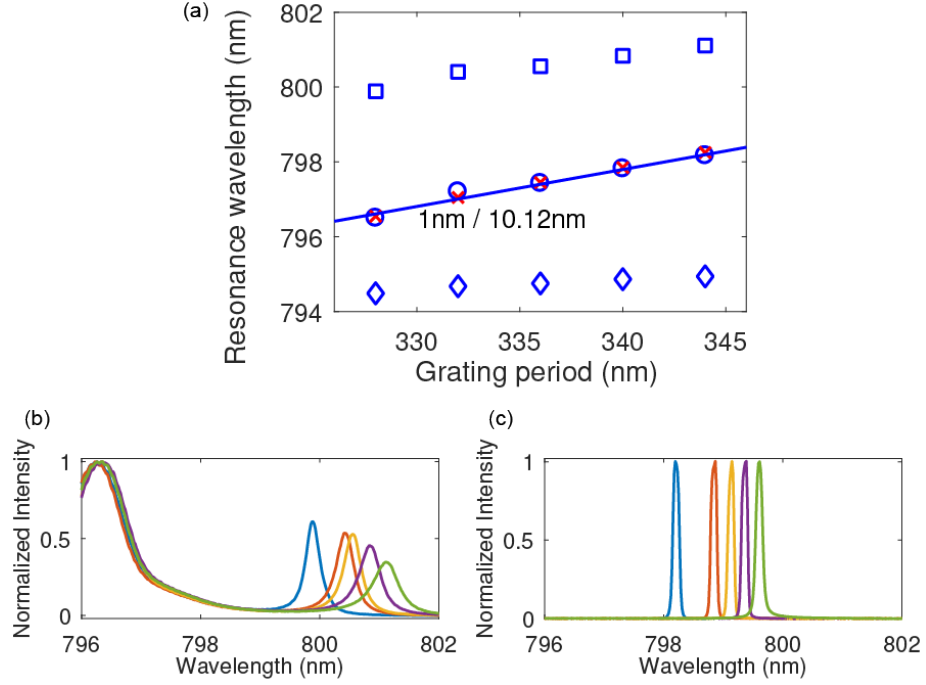 (a)
802
800
798
796
794
Resonance wavelength (nm)
1nm / 10.12nm
330
335
340
345
Grating period (nm)
(b)
Normalized Intensity
1
0.5
0
796
798
800
802
Wavelength (nm)
(c)
Normalized Intensity
1
0.5
0
796
798
800
802
Wavelength (nm)